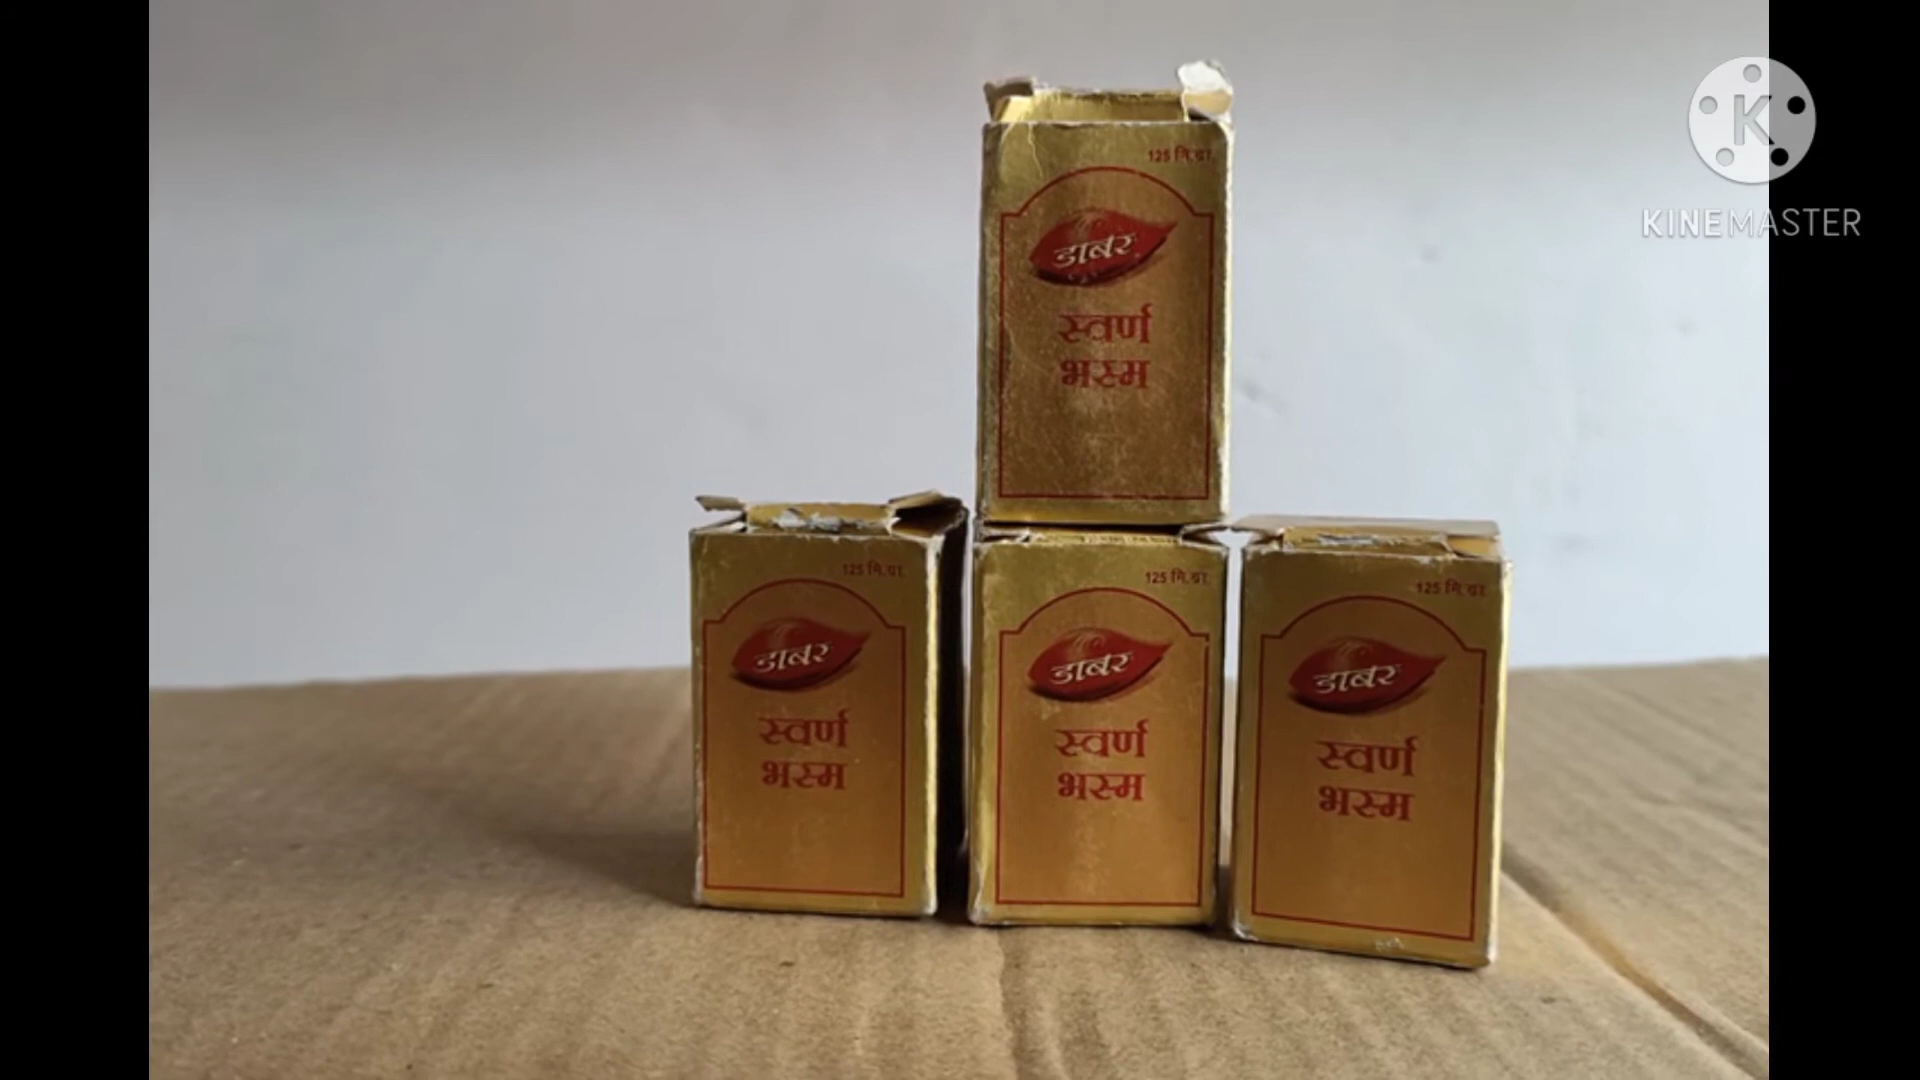 125 मि.ग्रा.
डाबर
स्वर्ण
भस्म
125 मि.ग्रा.
डाबर
स्वर्ण
भस्म
125 मि.ग्रा.
डाबर
स्वर्ण
भस्म
125 मि.ग्रा.
डाबर
स्वर्ण
भस्म
K
KINEMASTER